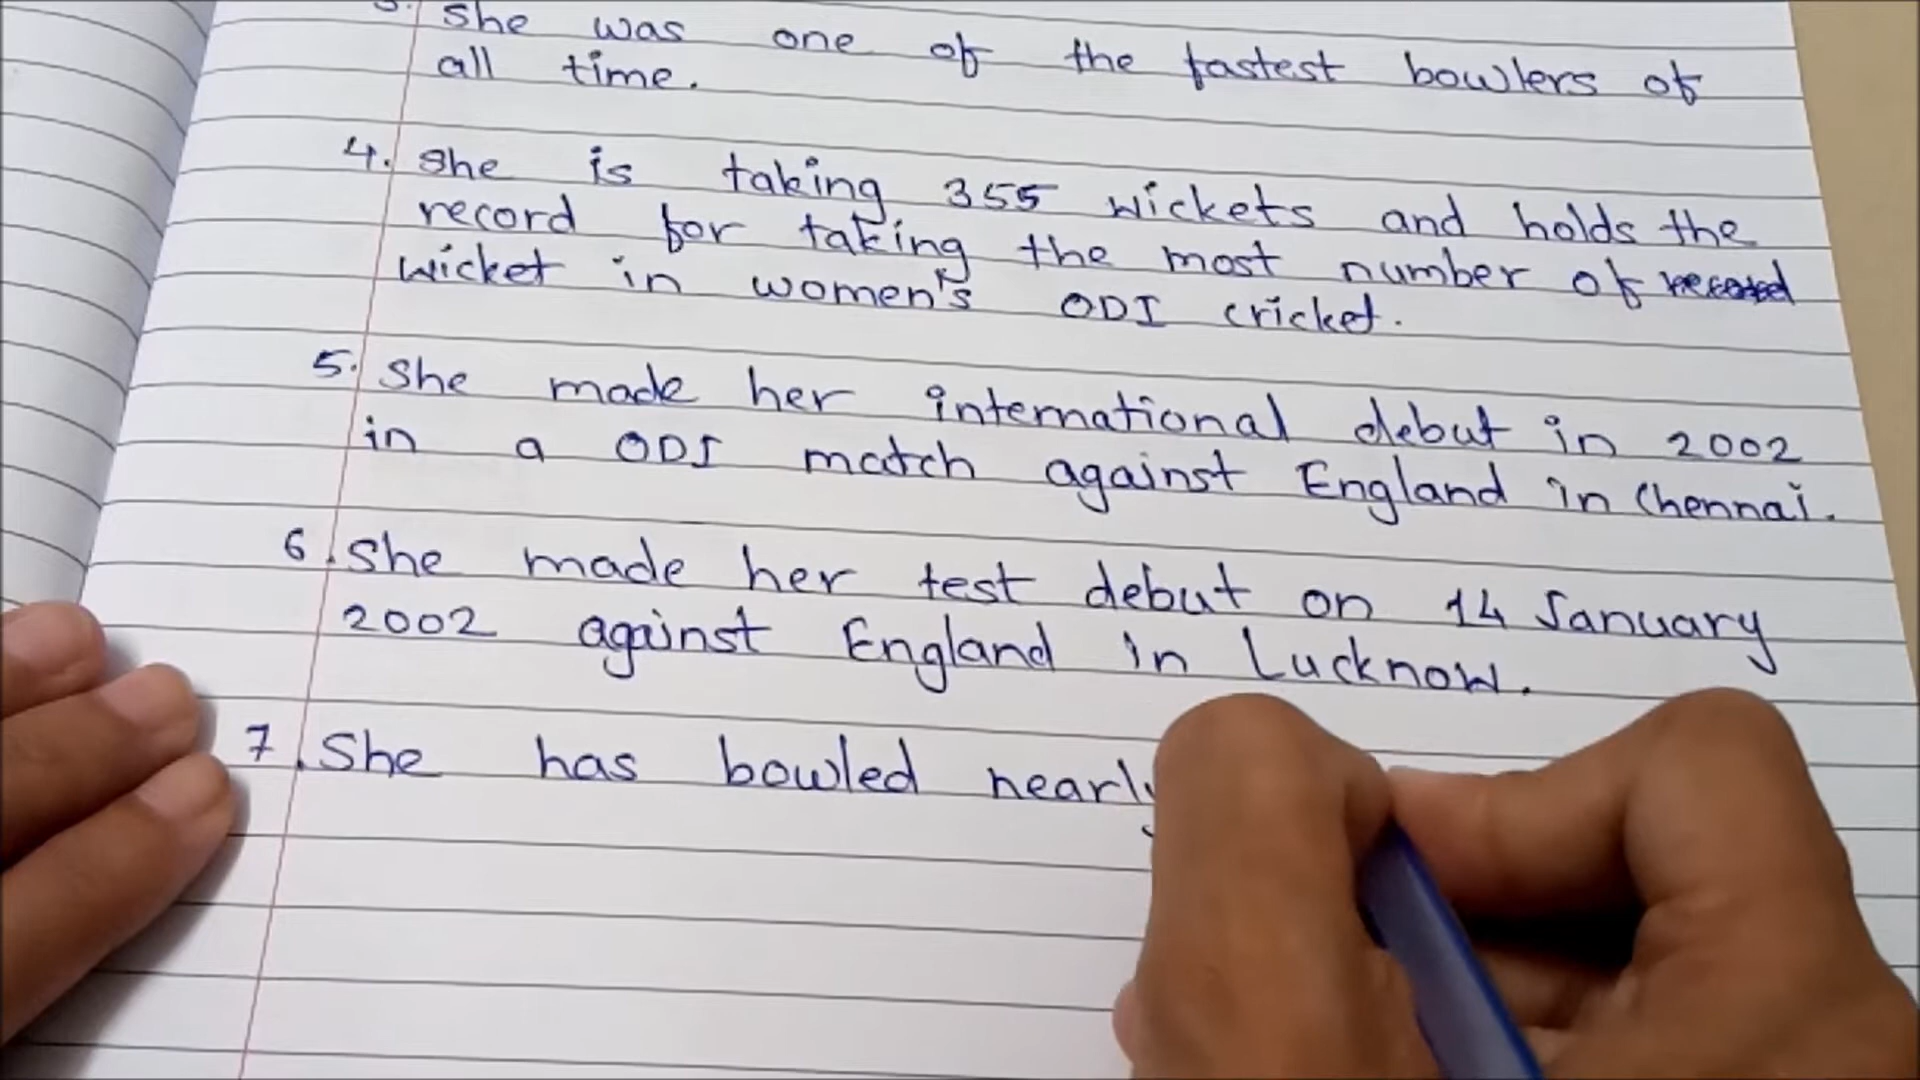 3. She was one of the fastest bowlers of
all time.
4. She is taking 355 wickets and holds the
record for taking the most number of
wicket in women's ODI cricket.
5. She made her international debut in 2002
in a ODI match against England in Chennai.
6. She made her test debut on 14 January
2002 against England in Lucknow.
7. She has bowled nearly